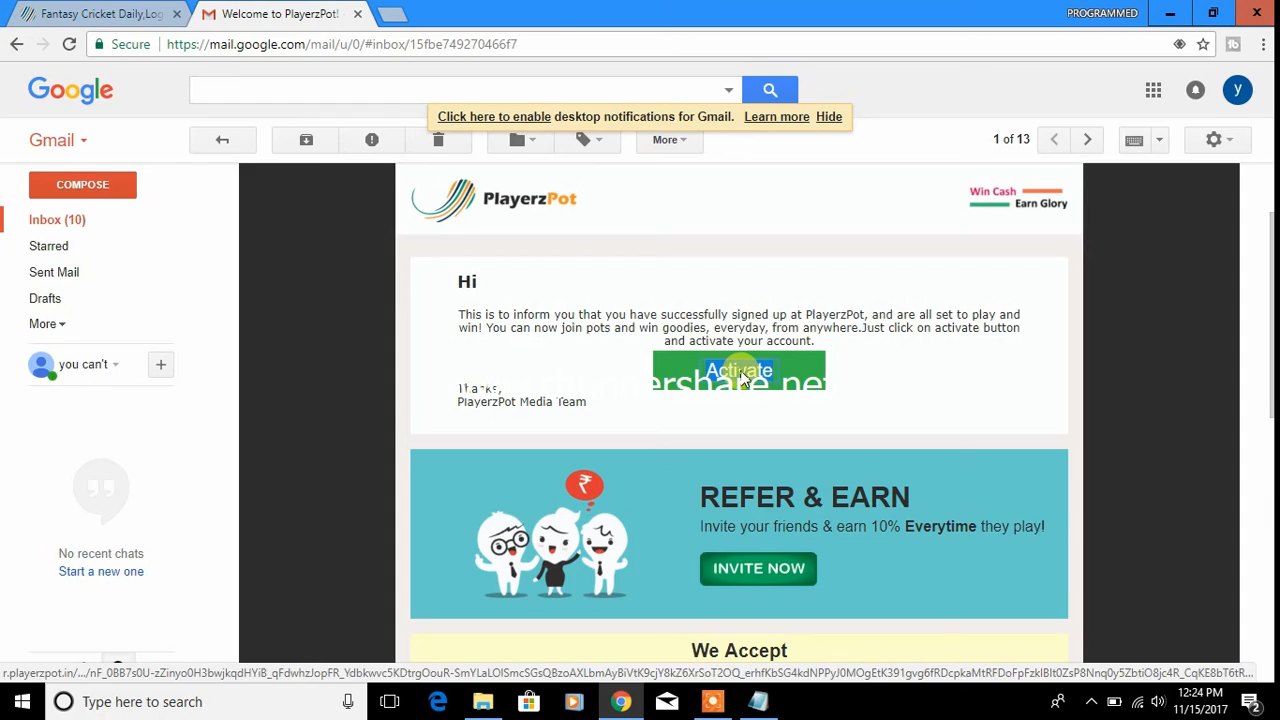 Fantasy Cricket Daily,Log
Welcome to PlayerzPot!
PROGRAMMED
Secure
https://mail.google.com/mail/u/0/#inbox/15fbe749270466f7
Google
y
Click here to enable desktop notifications for Gmail. Learn more Hide
Gmail
More
1 of 13
COMPOSE
Inbox (10)
Starred
Sent Mail
Drafts
More
you can't
No recent chats
Start a new one
PlayerzPot
Win Cash
Earn Glory
Hi
This is to inform you that you have successfully signed up at PlayerzPot, and are all set to play and
win! You can now join pots and win goodies, everyday, from anywhere.Just click on activate button
and activate your account.
Activate
Thanks,
PlayerzPot Media Team
₹
REFER & EARN
Invite your friends & earn 10% Everytime they play!
INVITE NOW
We Accept
Type here to search
12:24 PM
11/15/2017
2